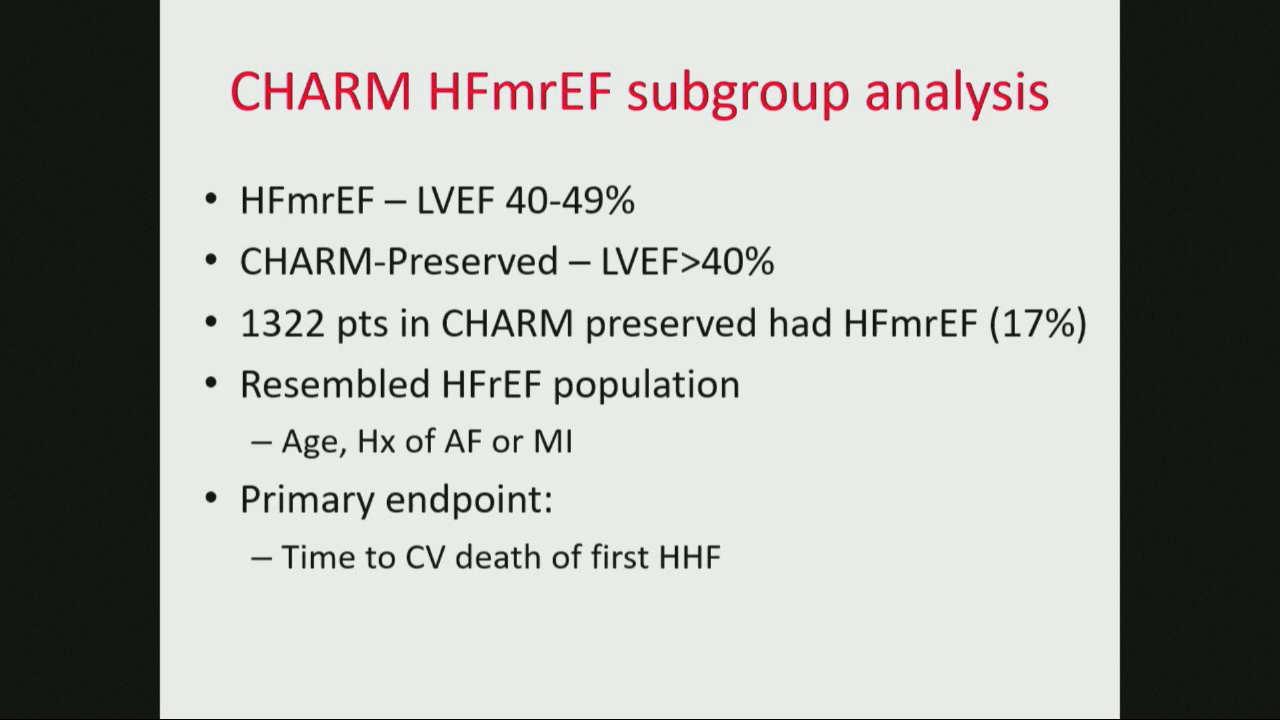 CHARM HFmrEF subgroup analysis
• HFmrEF – LVEF 40-49%
• CHARM-Preserved – LVEF>40%
• 1322 pts in CHARM preserved had HFmrEF (17%)
• Resembled HFrEF population
– Age, Hx of AF or MI
• Primary endpoint:
– Time to CV death of first HHF